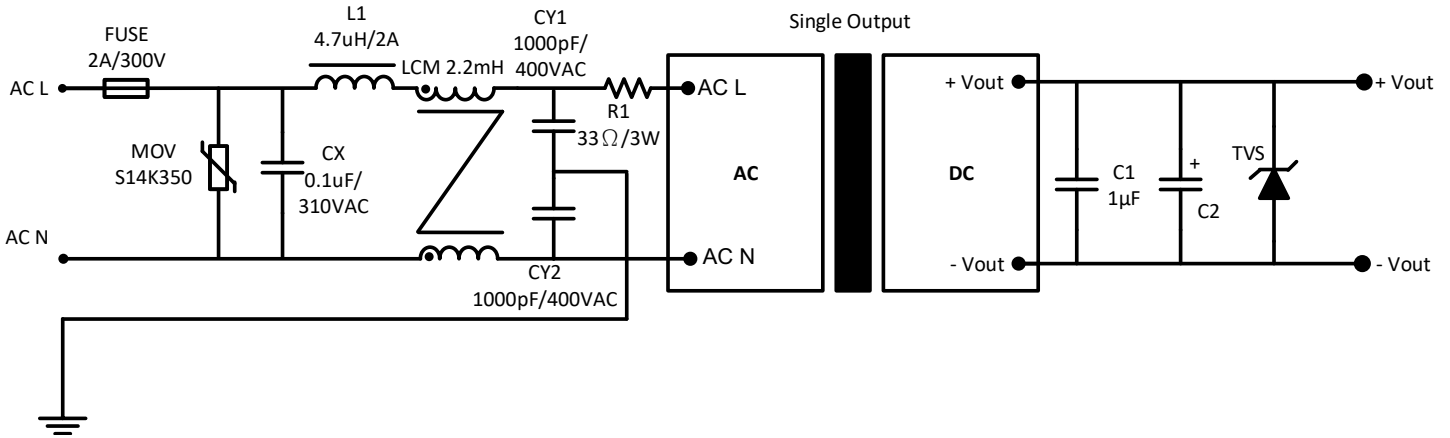 Single Output
FUSE
2A/300V
L1
4.7uH/2A
LCM 2.2mH
CY1
1000pF/
400VAC
AC L
R1
33Ω/3W
AC L
+ Vout
+ Vout
MOV
S14K350
CX
0.1uF/
310VAC
AC
DC
C1
1μF
+
C2
TVS
AC N
CY2
1000pF/400VAC
AC N
- Vout
- Vout